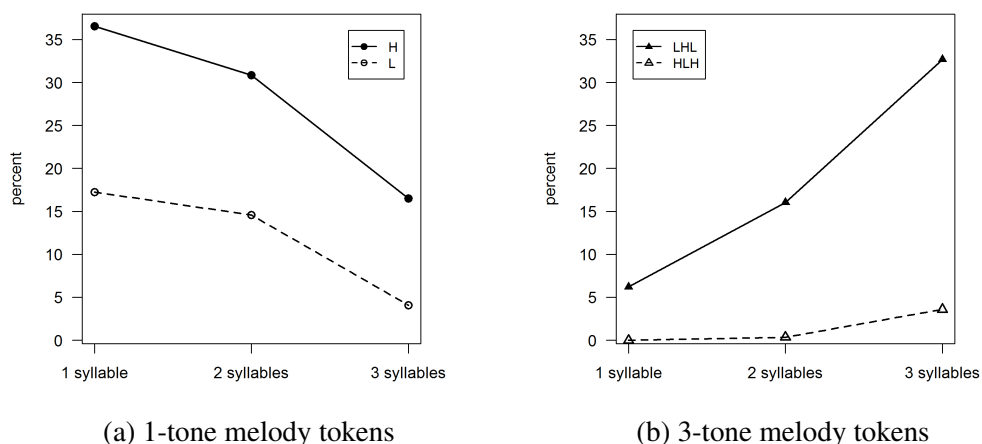 percent
35
30
25
20
15
10
5
0
H
L
1 syllable 2 syllables 3 syllables
(a) 1-tone melody tokens
percent
35
30
25
20
15
10
5
0
LHL
HLH
1 syllable 2 syllables 3 syllables
(b) 3-tone melody tokens